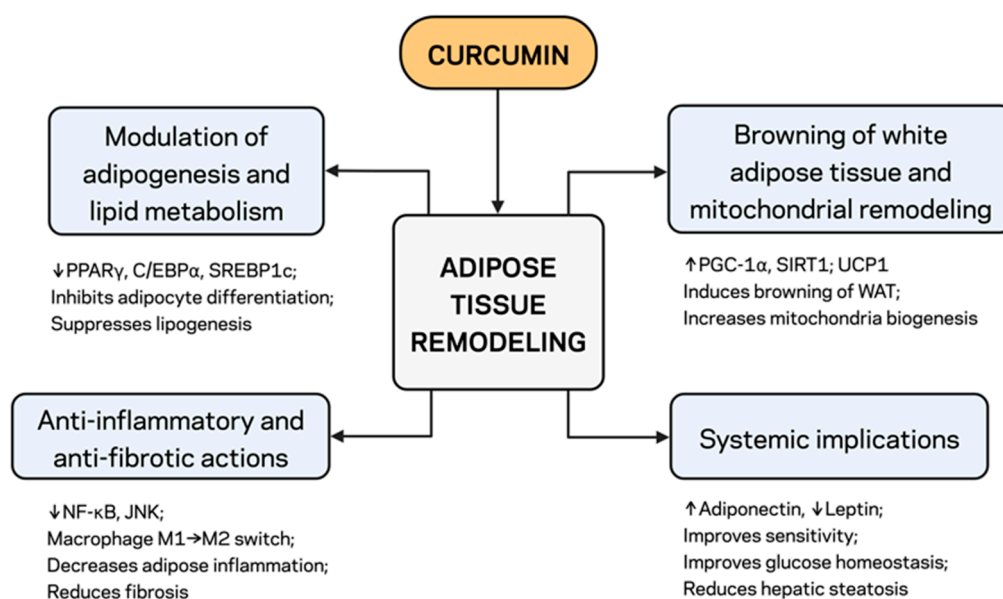 CURCUMIN
Modulation of
adipogenesis and
lipid metabolism
↓PPARγ, C/EBPα, SREBP1c;
Inhibits adipocyte differentiation;
Suppresses lipogenesis
Browning of white
adipose tissue and
mitochondrial remodeling
↑PGC-1α, SIRT1; UCP1
Induces browning of WAT;
Increases mitochondria biogenesis
ADIPOSE
TISSUE
REMODELING
Anti-inflammatory and
anti-fibrotic actions
↓NF-κB, JNK;
Macrophage M1→M2 switch;
Decreases adipose inflammation;
Reduces fibrosis
Systemic implications
↑Adiponectin, ↓Leptin;
Improves sensitivity;
Improves glucose homeostasis;
Reduces hepatic steatosis